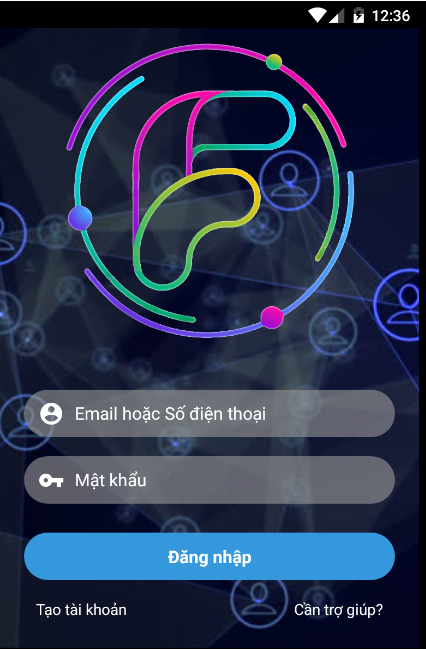 12:36
Email hoặc Số điện thoại
Mật khẩu
Đăng nhập
Tạo tài khoản
Cần trợ giúp?